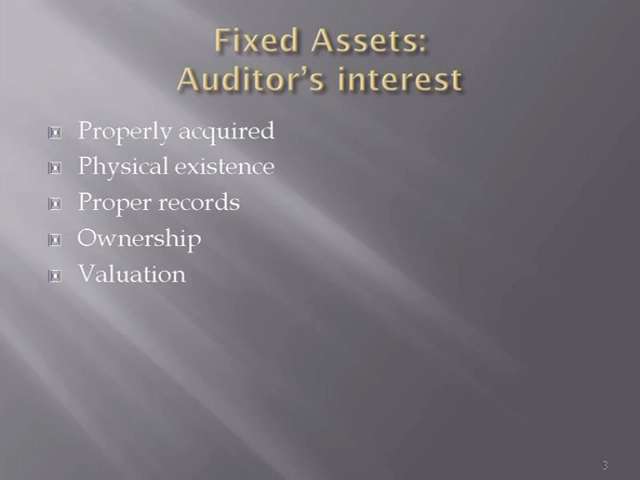 Fixed Assets:
Auditor's interest
Properly acquired
Physical existence
Proper records
Ownership
Valuation
3